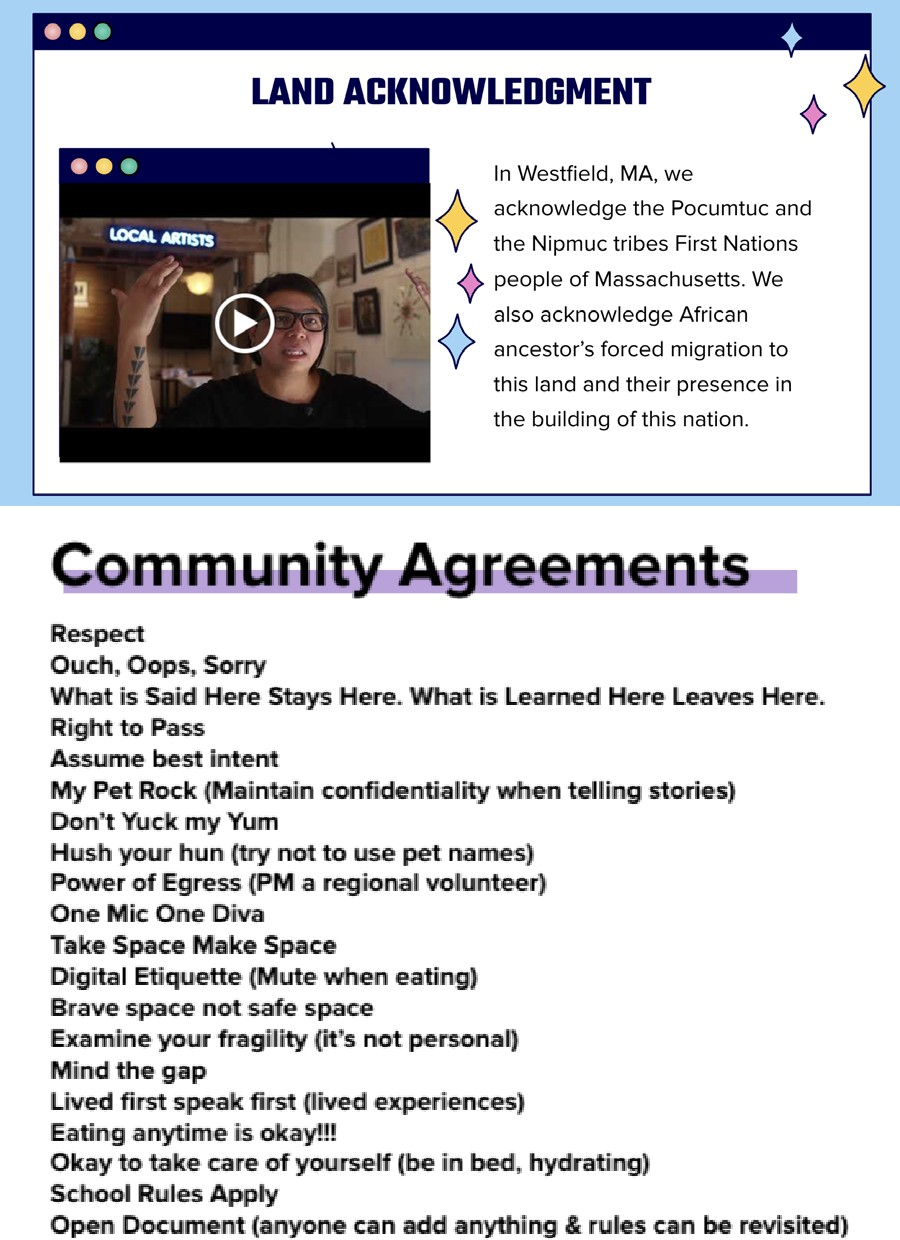 LAND ACKNOWLEDGMENT
LOCAL ARTISTS
In Westfield, MA, we
acknowledge the Pocumtuc and
the Nipmuc tribes First Nations
people of Massachusetts. We
also acknowledge African
ancestor’s forced migration to
this land and their presence in
the building of this nation.
Community Agreements
Respect
Ouch, Oops, Sorry
What is Said Here Stays Here. What is Learned Here Leaves Here.
Right to Pass
Assume best intent
My Pet Rock (Maintain confidentiality when telling stories)
Don’t Yuck my Yum
Hush your hun (try not to use pet names)
Power of Egress (PM a regional volunteer)
One Mic One Diva
Take Space Make Space
Digital Etiquette (Mute when eating)
Brave space not safe space
Examine your fragility (it’s not personal)
Mind the gap
Lived first speak first (lived experiences)
Eating anytime is okay!!!
Okay to take care of yourself (be in bed, hydrating)
School Rules Apply
Open Document (anyone can add anything & rules can be revisited)